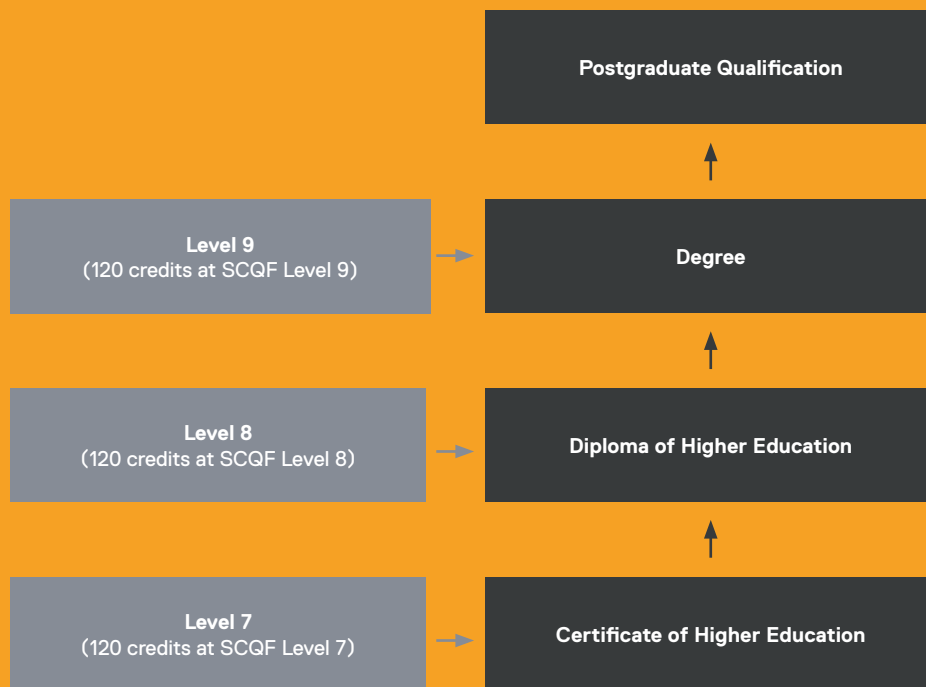 Postgraduate Qualification
Level 9
(120 credits at SCQF Level 9)
Degree
Level 8
(120 credits at SCQF Level 8)
Diploma of Higher Education
Level 7
(120 credits at SCQF Level 7)
Certificate of Higher Education